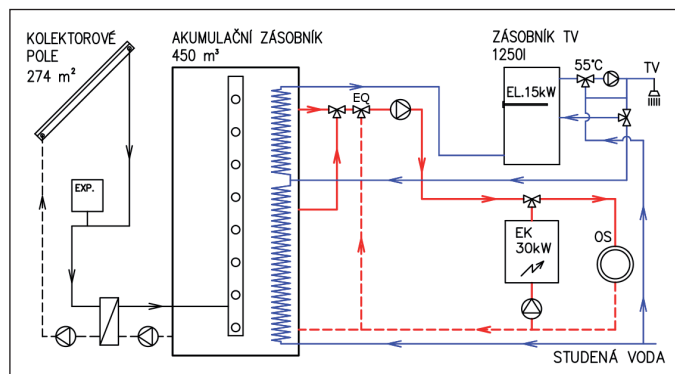 KOLEKTOROVÉ
POLE
274 m²
AKUMULAČNÍ ZÁSOBNÍK
450 m³
ZÁSOBNÍK TV
1250l
55°C
TV
EL.15kW
EQ
EXP.
EK
30kW
OS
STUDENÁ VODA